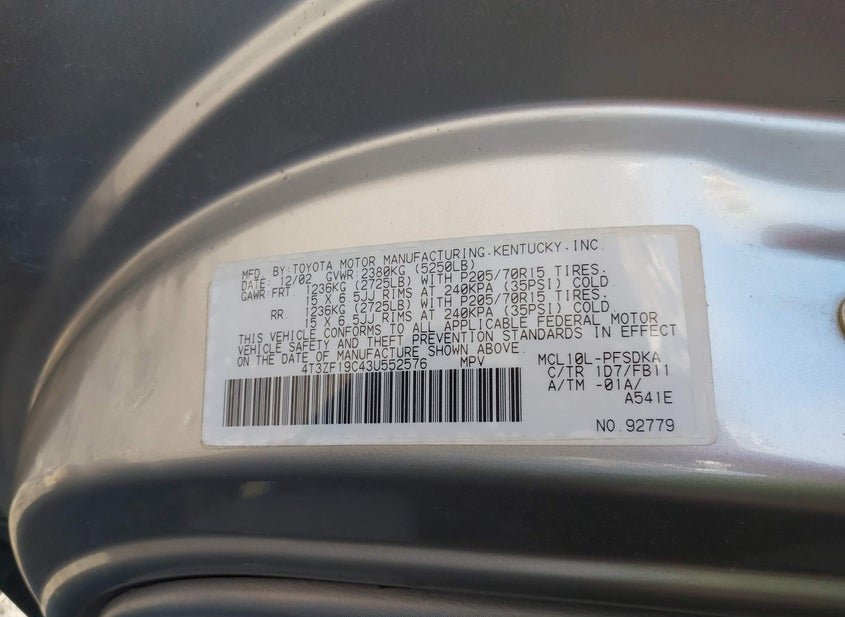 MFD. BY:TOYOTA MOTOR MANUFACTURING.KENTUCKY.INC.
DATE: 12/02 GVWR:2380KG (5250LB)
GAWR:FRT. 1236KG (2725LB) WITH P205/70R15 TIRES.
15 X 6.5JJ RIMS AT 240KPA (35PSI) COLD.
RR. 1236KG (2725LB) WITH P205/70R15 TIRES.
15 X 6.5JJ RIMS AT 240KPA (35PSI) COLD.
THIS VEHICLE CONFORMS TO ALL APPLICABLE FEDERAL MOTOR
VEHICLE SAFETY AND THEFT PREVENTION STANDARDS IN EFFECT
ON THE DATE OF MANUFACTURE SHOWN ABOVE.
4T3ZF19C43U552576 MPV
MCL10L-PFSDKA
C/TR 1D7/FB11
A/TM -01A/
A541E
NO.92779